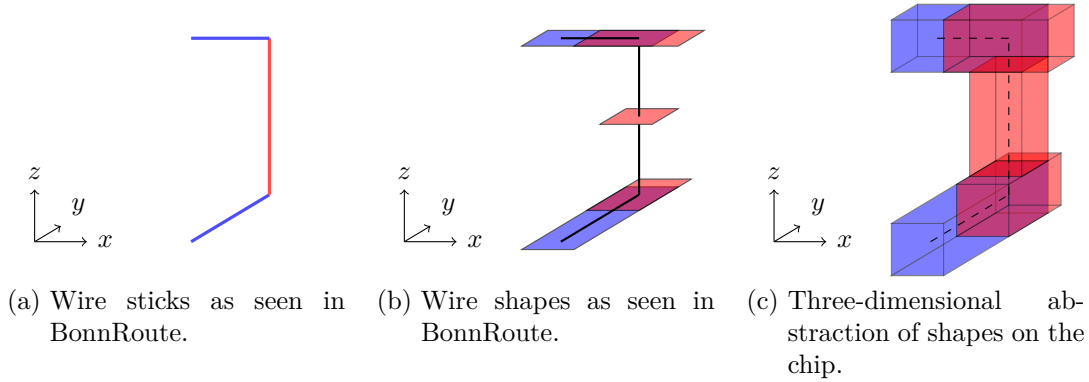 z
y
x
z
y
x
z
y
x
(a) Wire sticks as seen in
BonnRoute.
(b) Wire shapes as seen in
BonnRoute.
(c) Three-dimensional ab-
straction of shapes on the
chip.